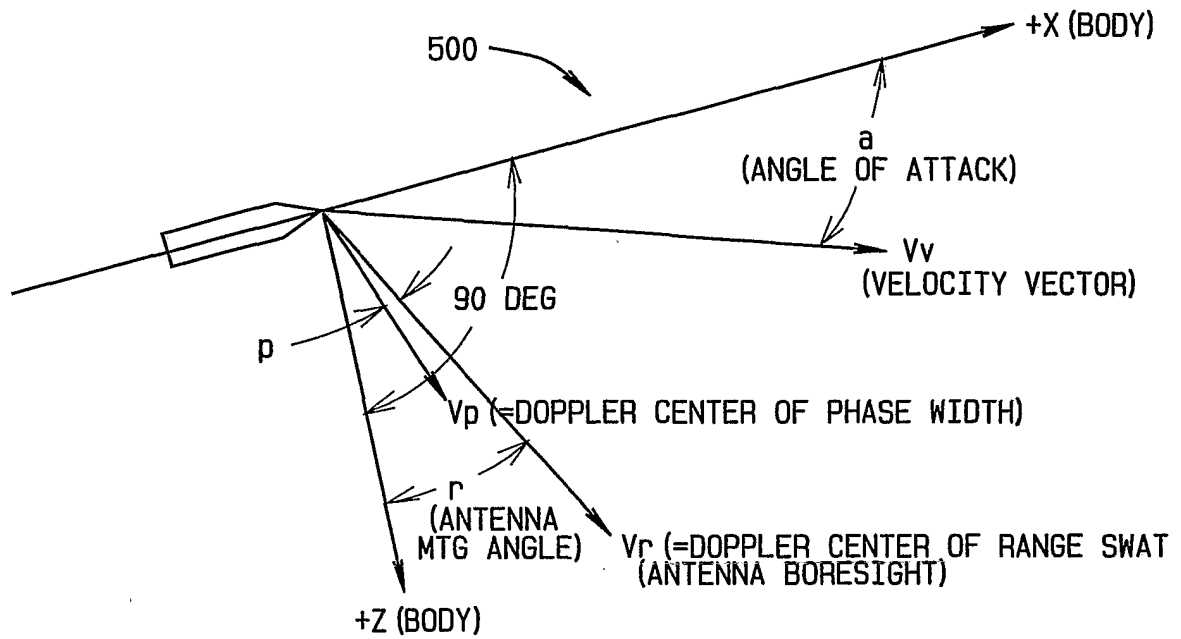 +X (BODY)
500
a
(ANGLE OF ATTACK)
Vv
(VELOCITY VECTOR)
90 DEG
p
Vp (=DOPPLER CENTER OF PHASE WIDTH)
r
(ANTENNA
MTG ANGLE)
Vr (=DOPPLER CENTER OF RANGE SWAT
(ANTENNA BORESIGHT)
+Z (BODY)